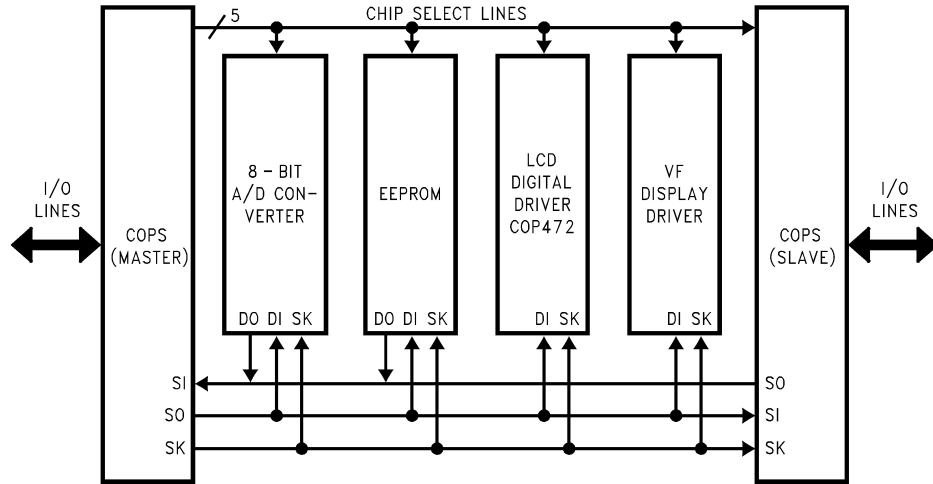 5
CHIP SELECT LINES
I/O
LINES
COPS
(MASTER)
8 - BIT
A/D CON-
VERTER
EEPROM
LCD
DIGITAL
DRIVER
COP472
VF
DISPLAY
DRIVER
COPS
(SLAVE)
I/O
LINES
DO DI SK
DO DI SK
DI SK
DI SK
SI
SO
SK
SO
SI
SK